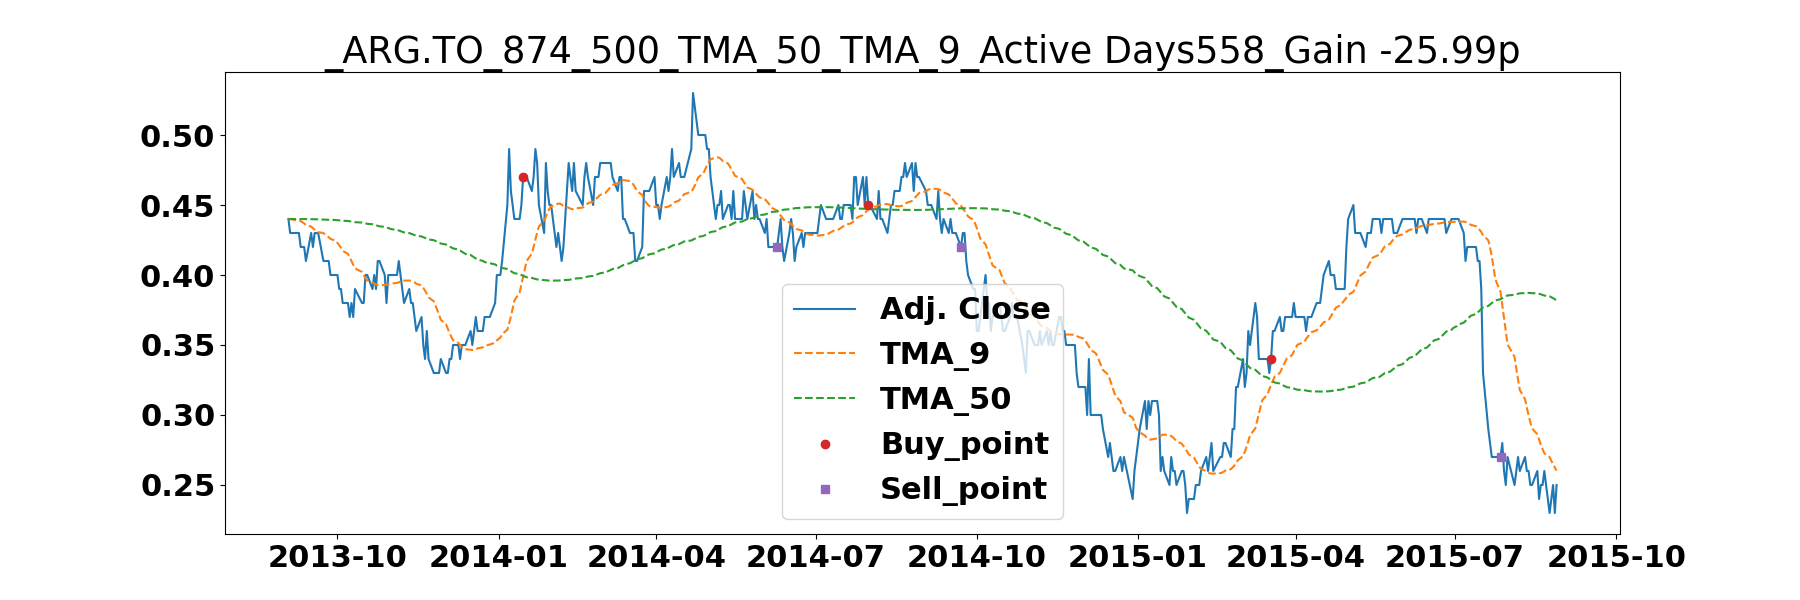 _ARG.TO_874_500_TMA_50_TMA_9_Active Days558_Gain -25.99p
0.50
0.45
0.40
0.35
0.30
0.25
Adj. Close
TMA_9
TMA_50
Buy_point
Sell_point
2013-10 2014-01 2014-04 2014-07 2014-10 2015-01 2015-04 2015-07 2015-10